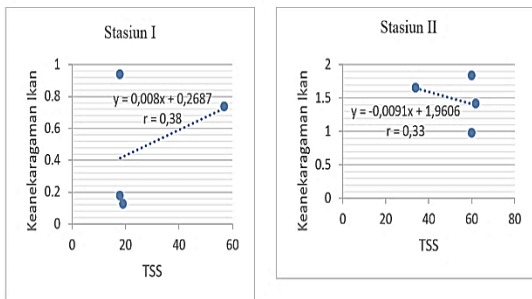 Stasiun I
Keanekaragaman Ikan
1
0,8
0.6
0.4
0.2
0
y = 0,008x + 0,2687
r = 0,38
0
20
40
60
TSS
Stasiun II
Keanekaragaman Ikan
2
1.5
1
0.5
0
y = -0,0091x + 1,9606
r = 0,33
0
20
40
60
80
TSS